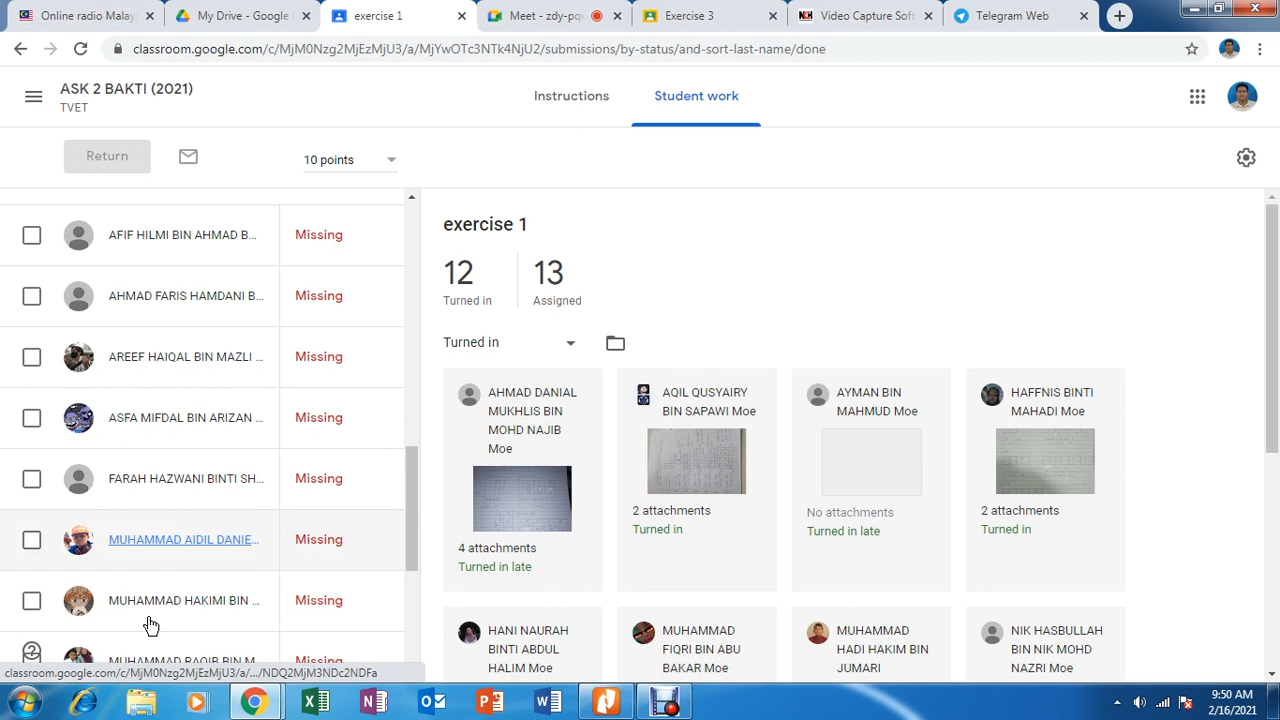 Online radio Malay
My Drive - Google
exercise 1
Meet
Exercise 3
Video Capture Soft
Telegram Web
classroom.google.com/c/MjM0Nzg2MjEzMjU3/a/MjYwOTc3NTk4NjU2/submissions/by-status/and-sort-last-name/done
ASK 2 BAKTI (2021)
TVET
Instructions
Student work
Return
10 points
AFIF HILMI BIN AHMAD B...
Missing
AHMAD FARIS HAMDANI B...
Missing
AREEF HAIQAL BIN MAZLI ...
Missing
ASFA MIFDAL BIN ARIZAN ...
Missing
FARAH HAZWANI BINTI SH...
Missing
MUHAMMAD AIDIL DANIE...
Missing
MUHAMMAD HAKIMI BIN ...
Missing
MUHAMMAD RAQIB BIN M
Missing
classroom.google.com/c/MjM0Nzg2MjEzMjU3/a/.../NDQ2MjM3NDc2NDFa
exercise 1
12
Turned in
13
Assigned
Turned in
AHMAD DANIAL
MUKHLIS BIN
MOHD NAJIB
Moe
4 attachments
Turned in late
AQIL QUSYAIRY
BIN SAPAWI Moe
2 attachments
Turned in
AYMAN BIN
MAHMUD Moe
No attachments
Turned in late
HAFFNIS BINTI
MAHADI Moe
2 attachments
Turned in
HANI NAURAH
BINTI ABDUL
HALIM Moe
MUHAMMAD
FIQRI BIN ABU
BAKAR Moe
MUHAMMAD
HADI HAKIM BIN
JUMARI
NIK HASBULLAH
BIN NIK MOHD
NAZRI Moe
9:50 AM
2/16/2021